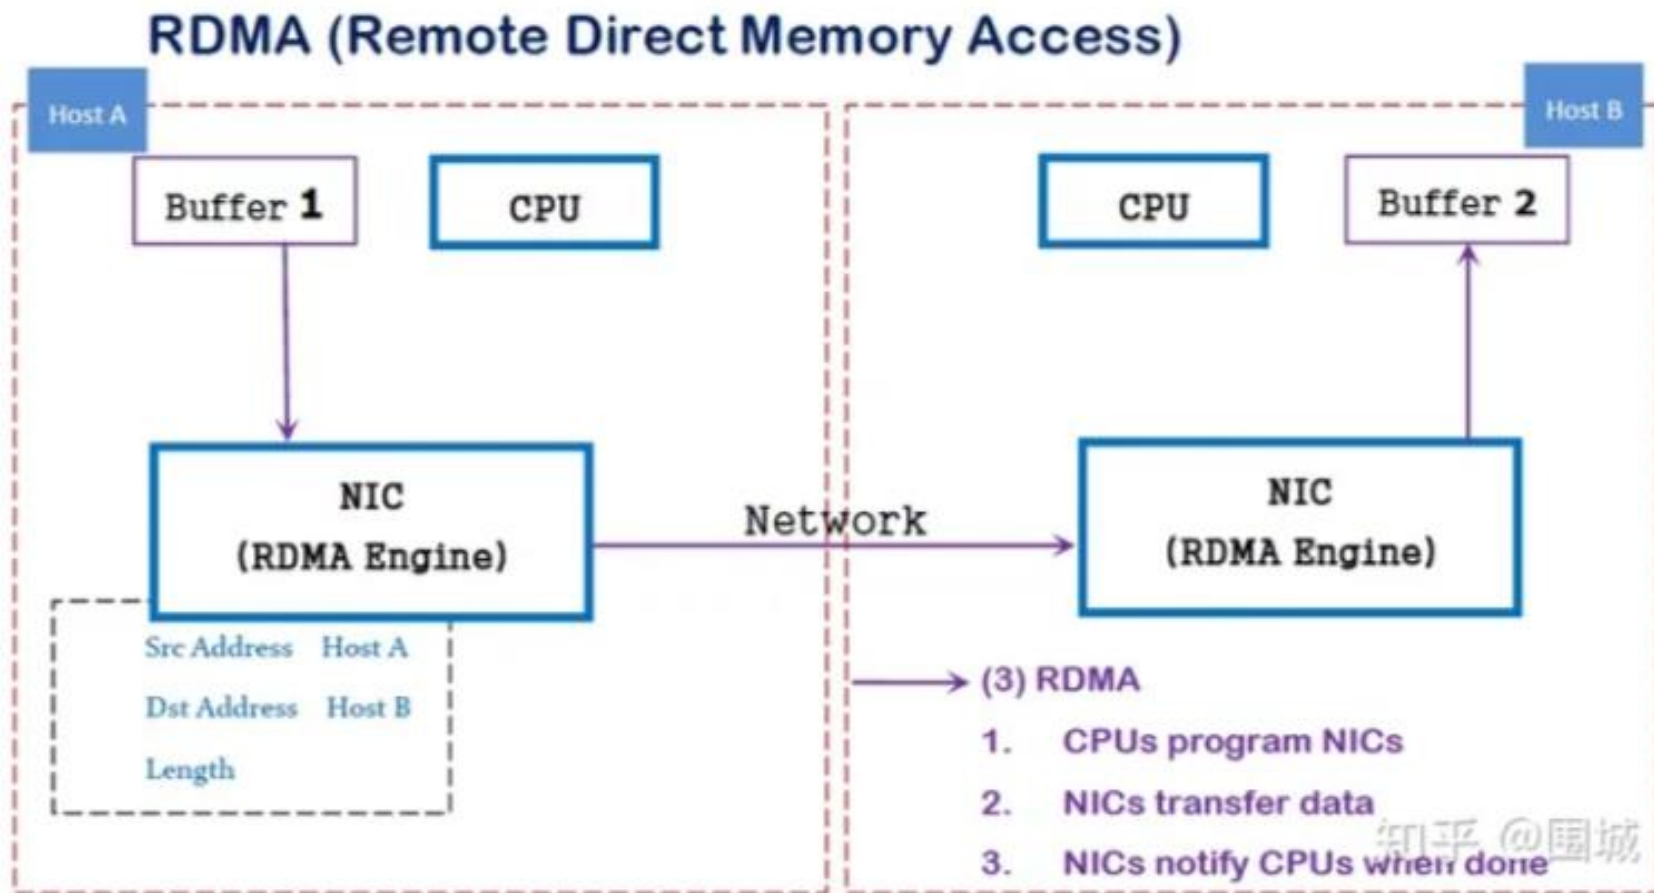 RDMA (Remote Direct Memory Access)
Host A
Host B
Buffer 1
CPU
CPU
Buffer 2
NIC
(RDMA Engine)
Network
NIC
(RDMA Engine)
Src Address Host A
Dst Address Host B
Length
(3) RDMA
1. CPUs program NICs
2. NICs transfer data
3. NICs notify CPUs when done
知乎 @围城